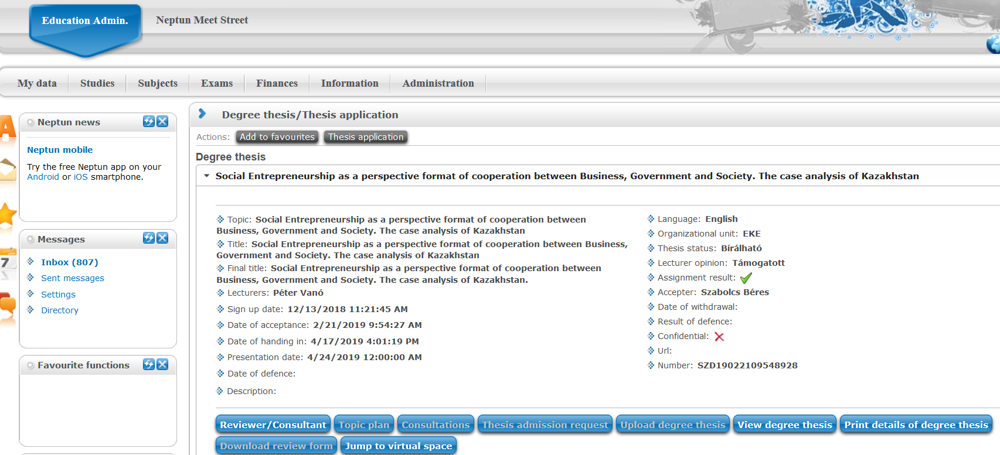 Education Admin.
Neptun Meet Street
My data
Studies
Subjects
Exams
Finances
Information
Administration
Neptun news
Neptun mobile
Try the free Neptun app on your
Android or iOS smartphone.
Messages
Inbox (807)
Sent messages
Settings
Directory
Favourite functions
A
7
Degree thesis/Thesis application
Actions: Add to favourites Thesis application
Degree thesis
Social Entrepreneurship as a perspective format of cooperation between Business, Government and Society. The case analysis of Kazakhstan
Topic: Social Entrepreneurship as a perspective format of cooperation between
Business, Government and Society. The case analysis of Kazakhstan
Title: Social Entrepreneurship as a perspective format of cooperation between Business,
Government and Society. The case analysis of Kazakhstan
Final title: Social Entrepreneurship as a perspective format of cooperation between
Business, Government and Society. The case analysis of Kazakhstan.
Lecturers: Péter Vanó
Sign up date: 12/13/2018 11:21:45 AM
Date of acceptance: 2/21/2019 9:54:27 AM
Date of handing in: 4/17/2019 4:01:19 PM
Presentation date: 4/24/2019 12:00:00 AM
Date of defence:
Description:
Language: English
Organizational unit: EKE
Thesis status: Bírálható
Lecturer opinion: Támogatott
Assignment result:
Accepter: Szabolcs Béres
Date of withdrawal:
Result of defence:
Confidential:
Url:
Number: SZD19022109548928
Reviewer/Consultant
Topic plan
Consultations
Thesis admission request
Upload degree thesis
View degree thesis
Print details of degree thesis
Download review form
Jump to virtual space